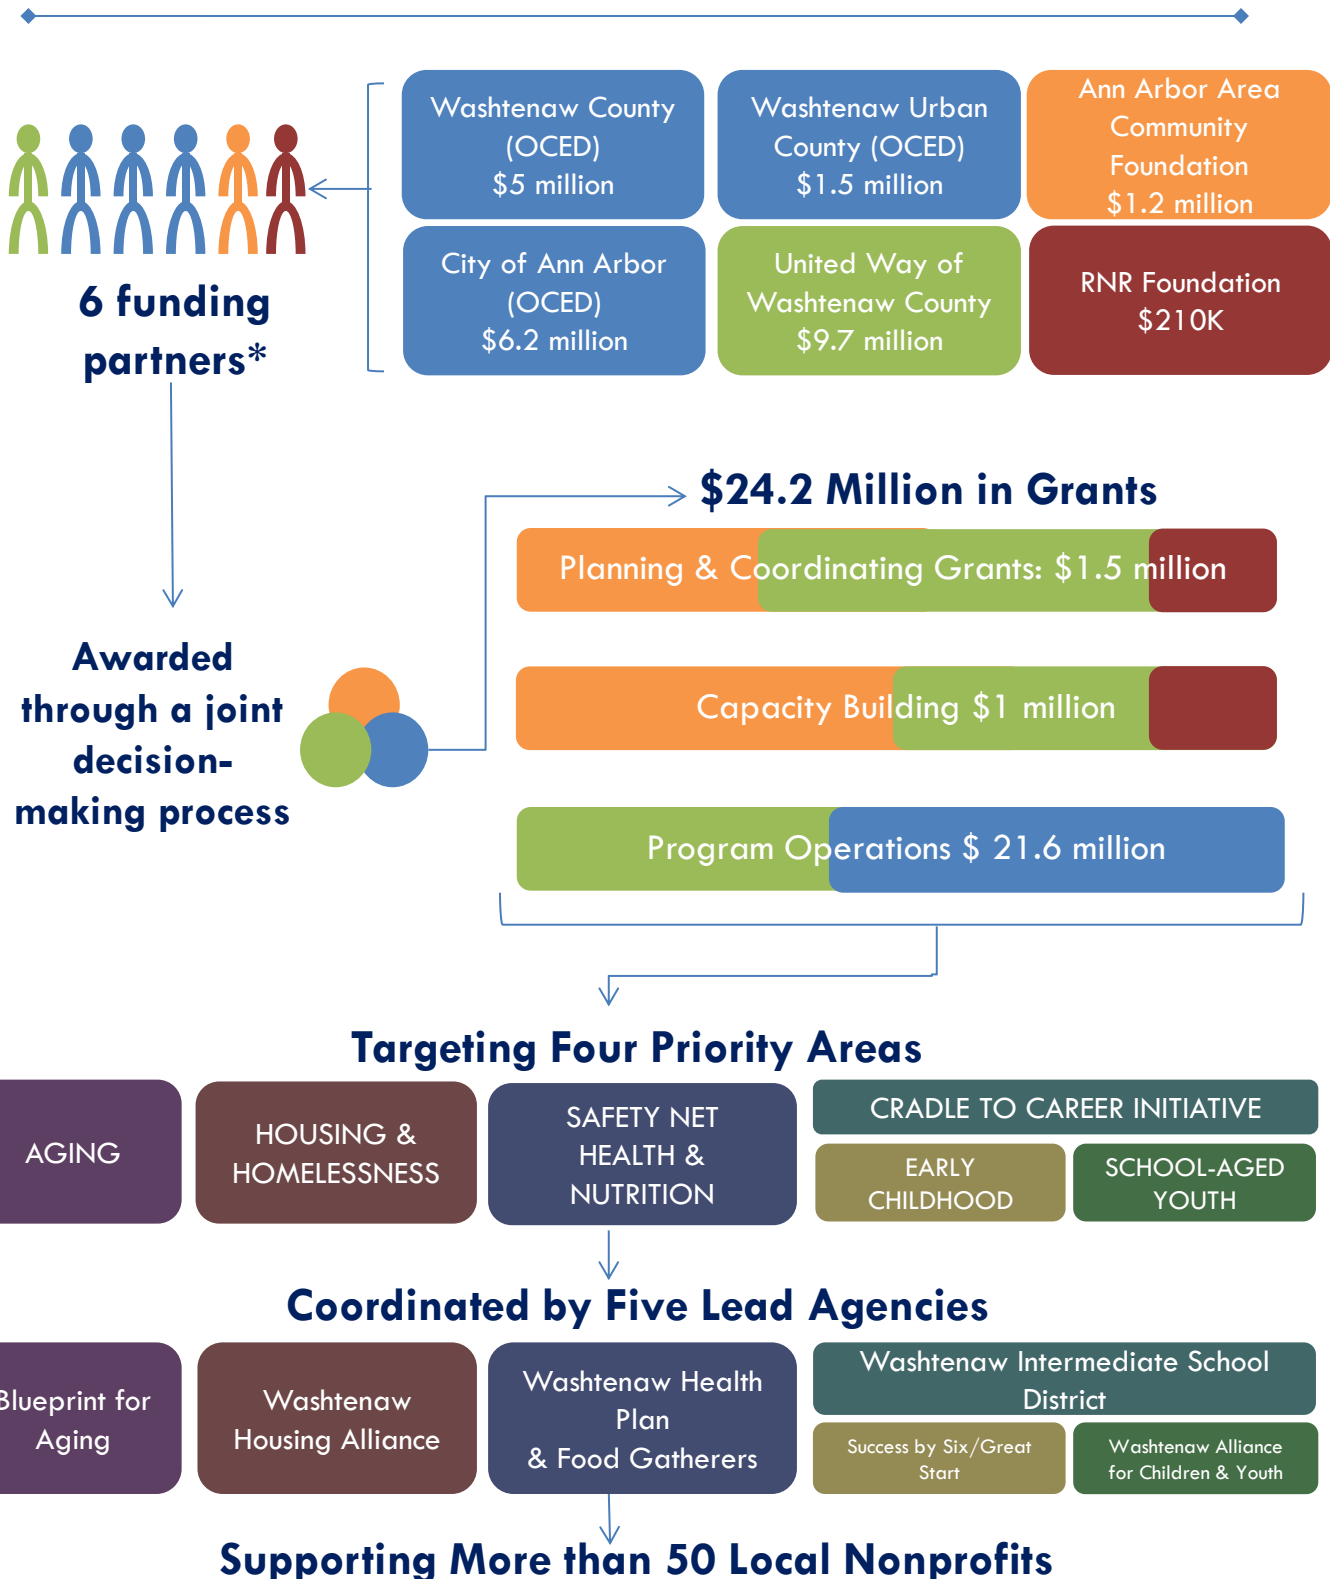 Washtenaw County
(OCED)
$5 million
Washtenaw Urban
County (OCED)
$1.5 million
Ann Arbor Area
Community
Foundation
$1.2 million
City of Ann Arbor
(OCED)
$6.2 million
United Way of
Washtenaw County
$9.7 million
RNR Foundation
$210K
6 funding
partners*
$24.2 Million in Grants
Planning & Coordinating Grants: $1.5 million
Capacity Building $1 million
Program Operations $ 21.6 million
Awarded
through a joint
decision-
making process
Targeting Four Priority Areas
AGING
HOUSING &
HOMELESSNESS
SAFETY NET
HEALTH &
NUTRITION
CRADLE TO CAREER INITIATIVE
EARLY
CHILDHOOD
SCHOOL-AGED
YOUTH
Coordinated by Five Lead Agencies
Blueprint for
Aging
Washtenaw
Housing Alliance
Washtenaw Health
Plan
& Food Gatherers
Washtenaw Intermediate School
District
Success by Six/Great
Start
Washtenaw Alliance
for Children & Youth
Supporting More than 50 Local Nonprofits